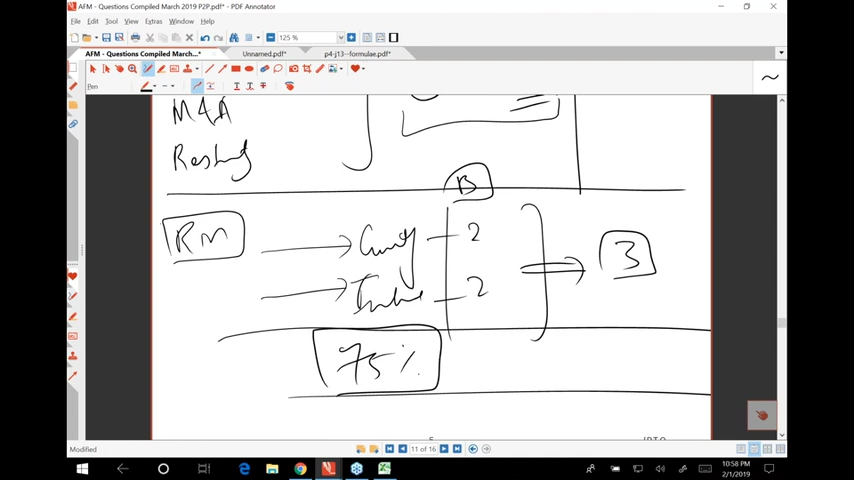 AFM - Questions Compiled March 2019 P2P.pdf* - PDF Annotator
File Edit View Tool Insert Extras Window Help
125 %
AFM - Questions Compiled March...* Unnamed.pdf* p4-j13--formulae.pdf*
Pen
M&A
B
RM
2
3
2
75%
Modified
11 of 16
10:58 PM
2/1/2019